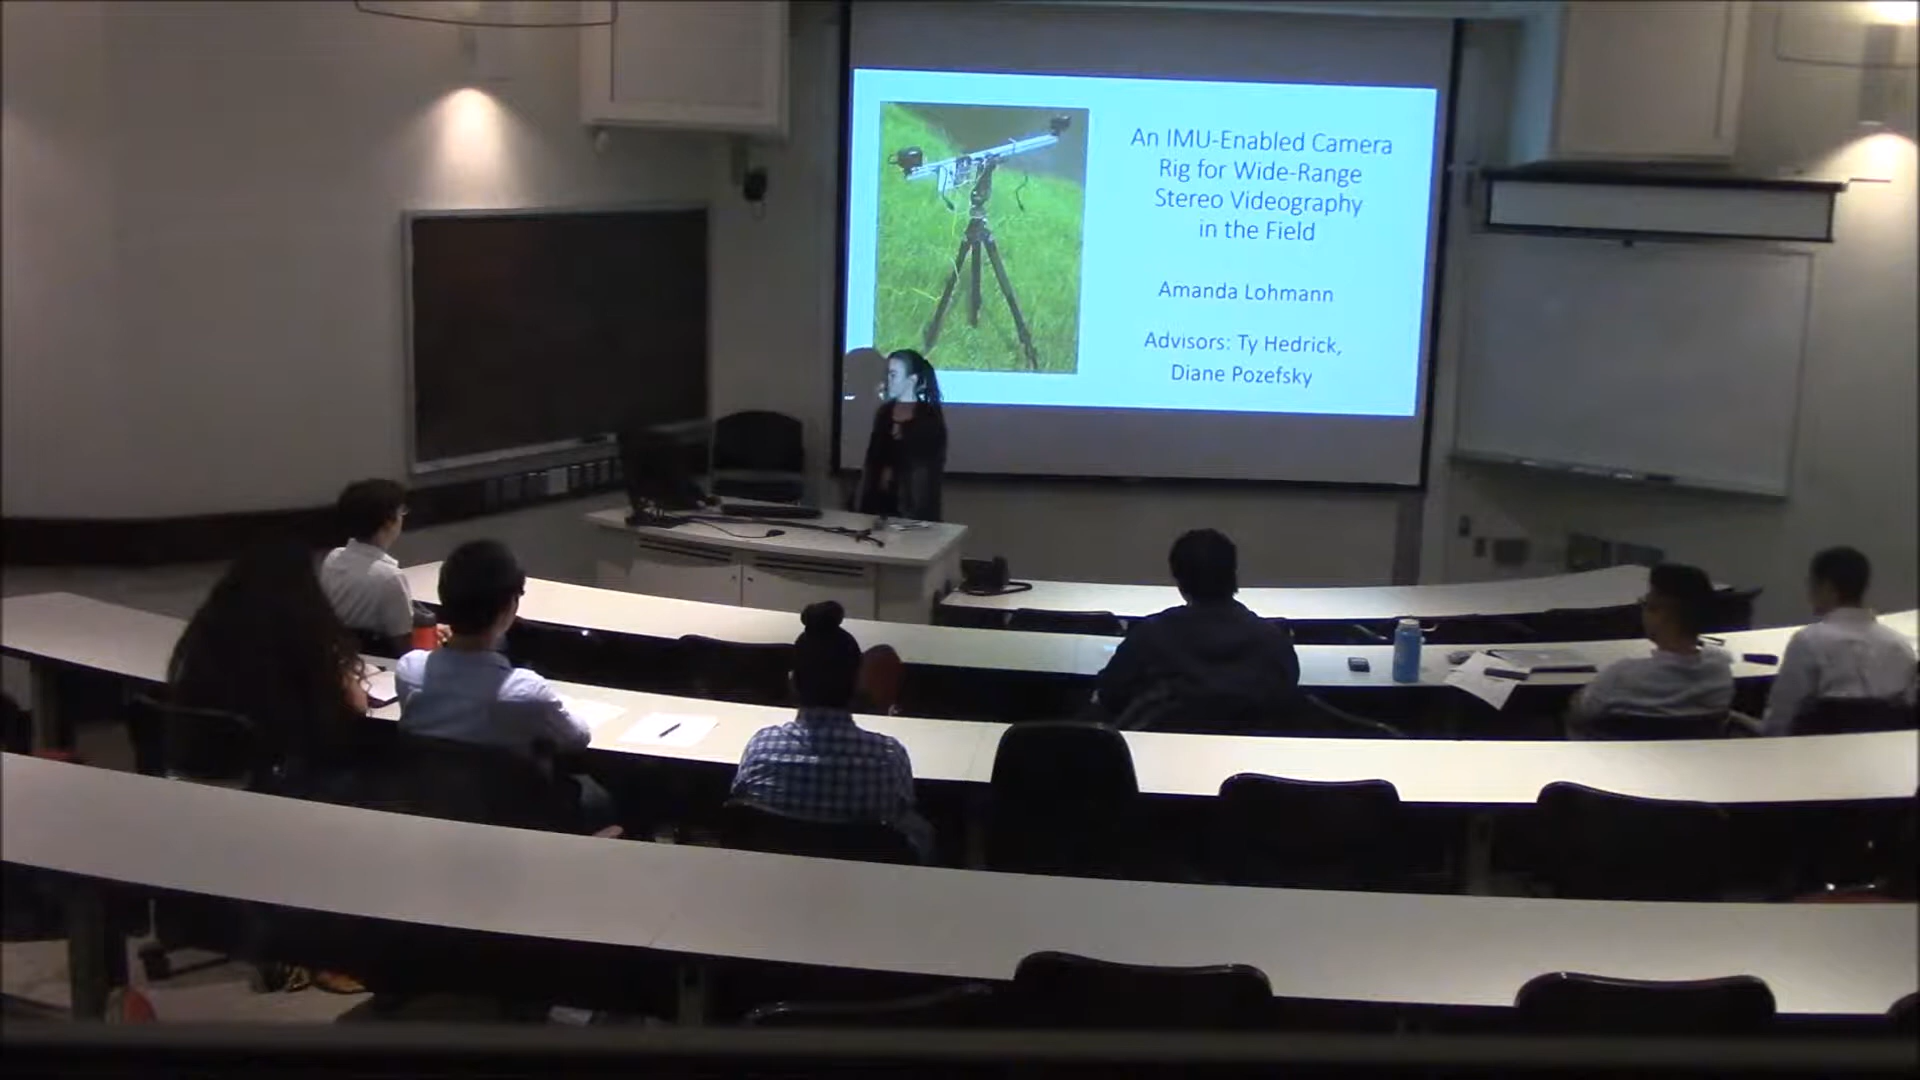 An IMU-Enabled Camera
Rig for Wide-Range
Stereo Videography
in the Field
Amanda Lohmann
Advisors: Ty Hedrick,
Diane Pozefsky